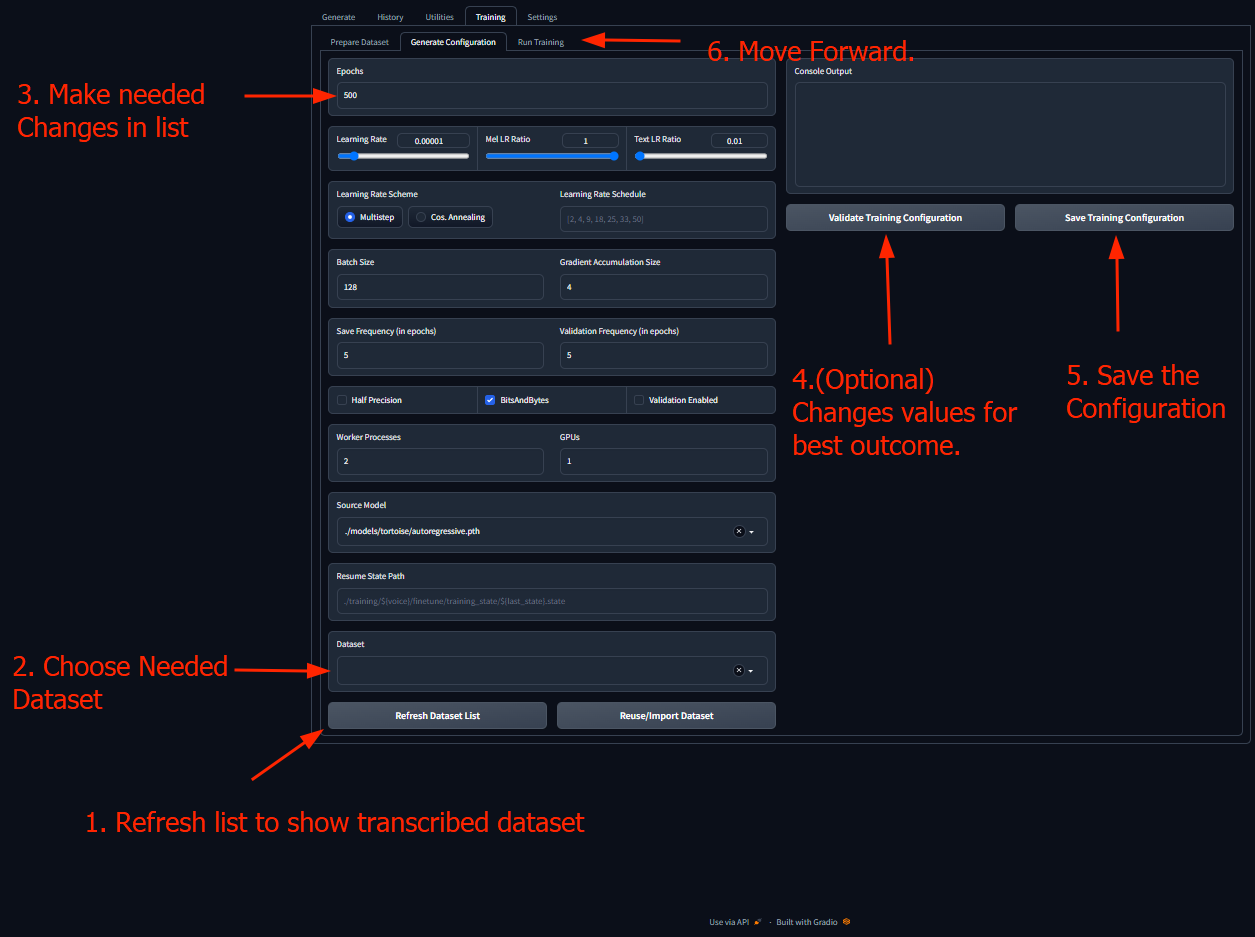 Generate
History
Utilities
Training
Settings
Prepare Dataset
Generate Configuration
Run Training
6. Move Forward.
3. Make needed
Changes in list
Epochs
500
Console Output
Learning Rate
0.00001
Mel LR Ratio
1
Text LR Ratio
0.01
Learning Rate Scheme
Multistep
Cos. Annealing
Learning Rate Schedule
[2, 4, 9, 18, 25, 33, 50]
Validate Training Configuration
Save Training Configuration
Batch Size
128
Gradient Accumulation Size
4
Save Frequency (in epochs)
5
Validation Frequency (in epochs)
5
4.(Optional)
Changes values for
best outcome.
5. Save the
Configuration
Half Precision
BitsAndBytes
Validation Enabled
Worker Processes
2
GPUs
1
Source Model
./models/tortoise/autoregressive.pth
Resume State Path
./training/${voice}/finetune/training_state/${last_state}.state
2. Choose Needed
Dataset
Dataset
Refresh Dataset List
Reuse/Import Dataset
1. Refresh list to show transcribed dataset
Use via API · Built with Gradio